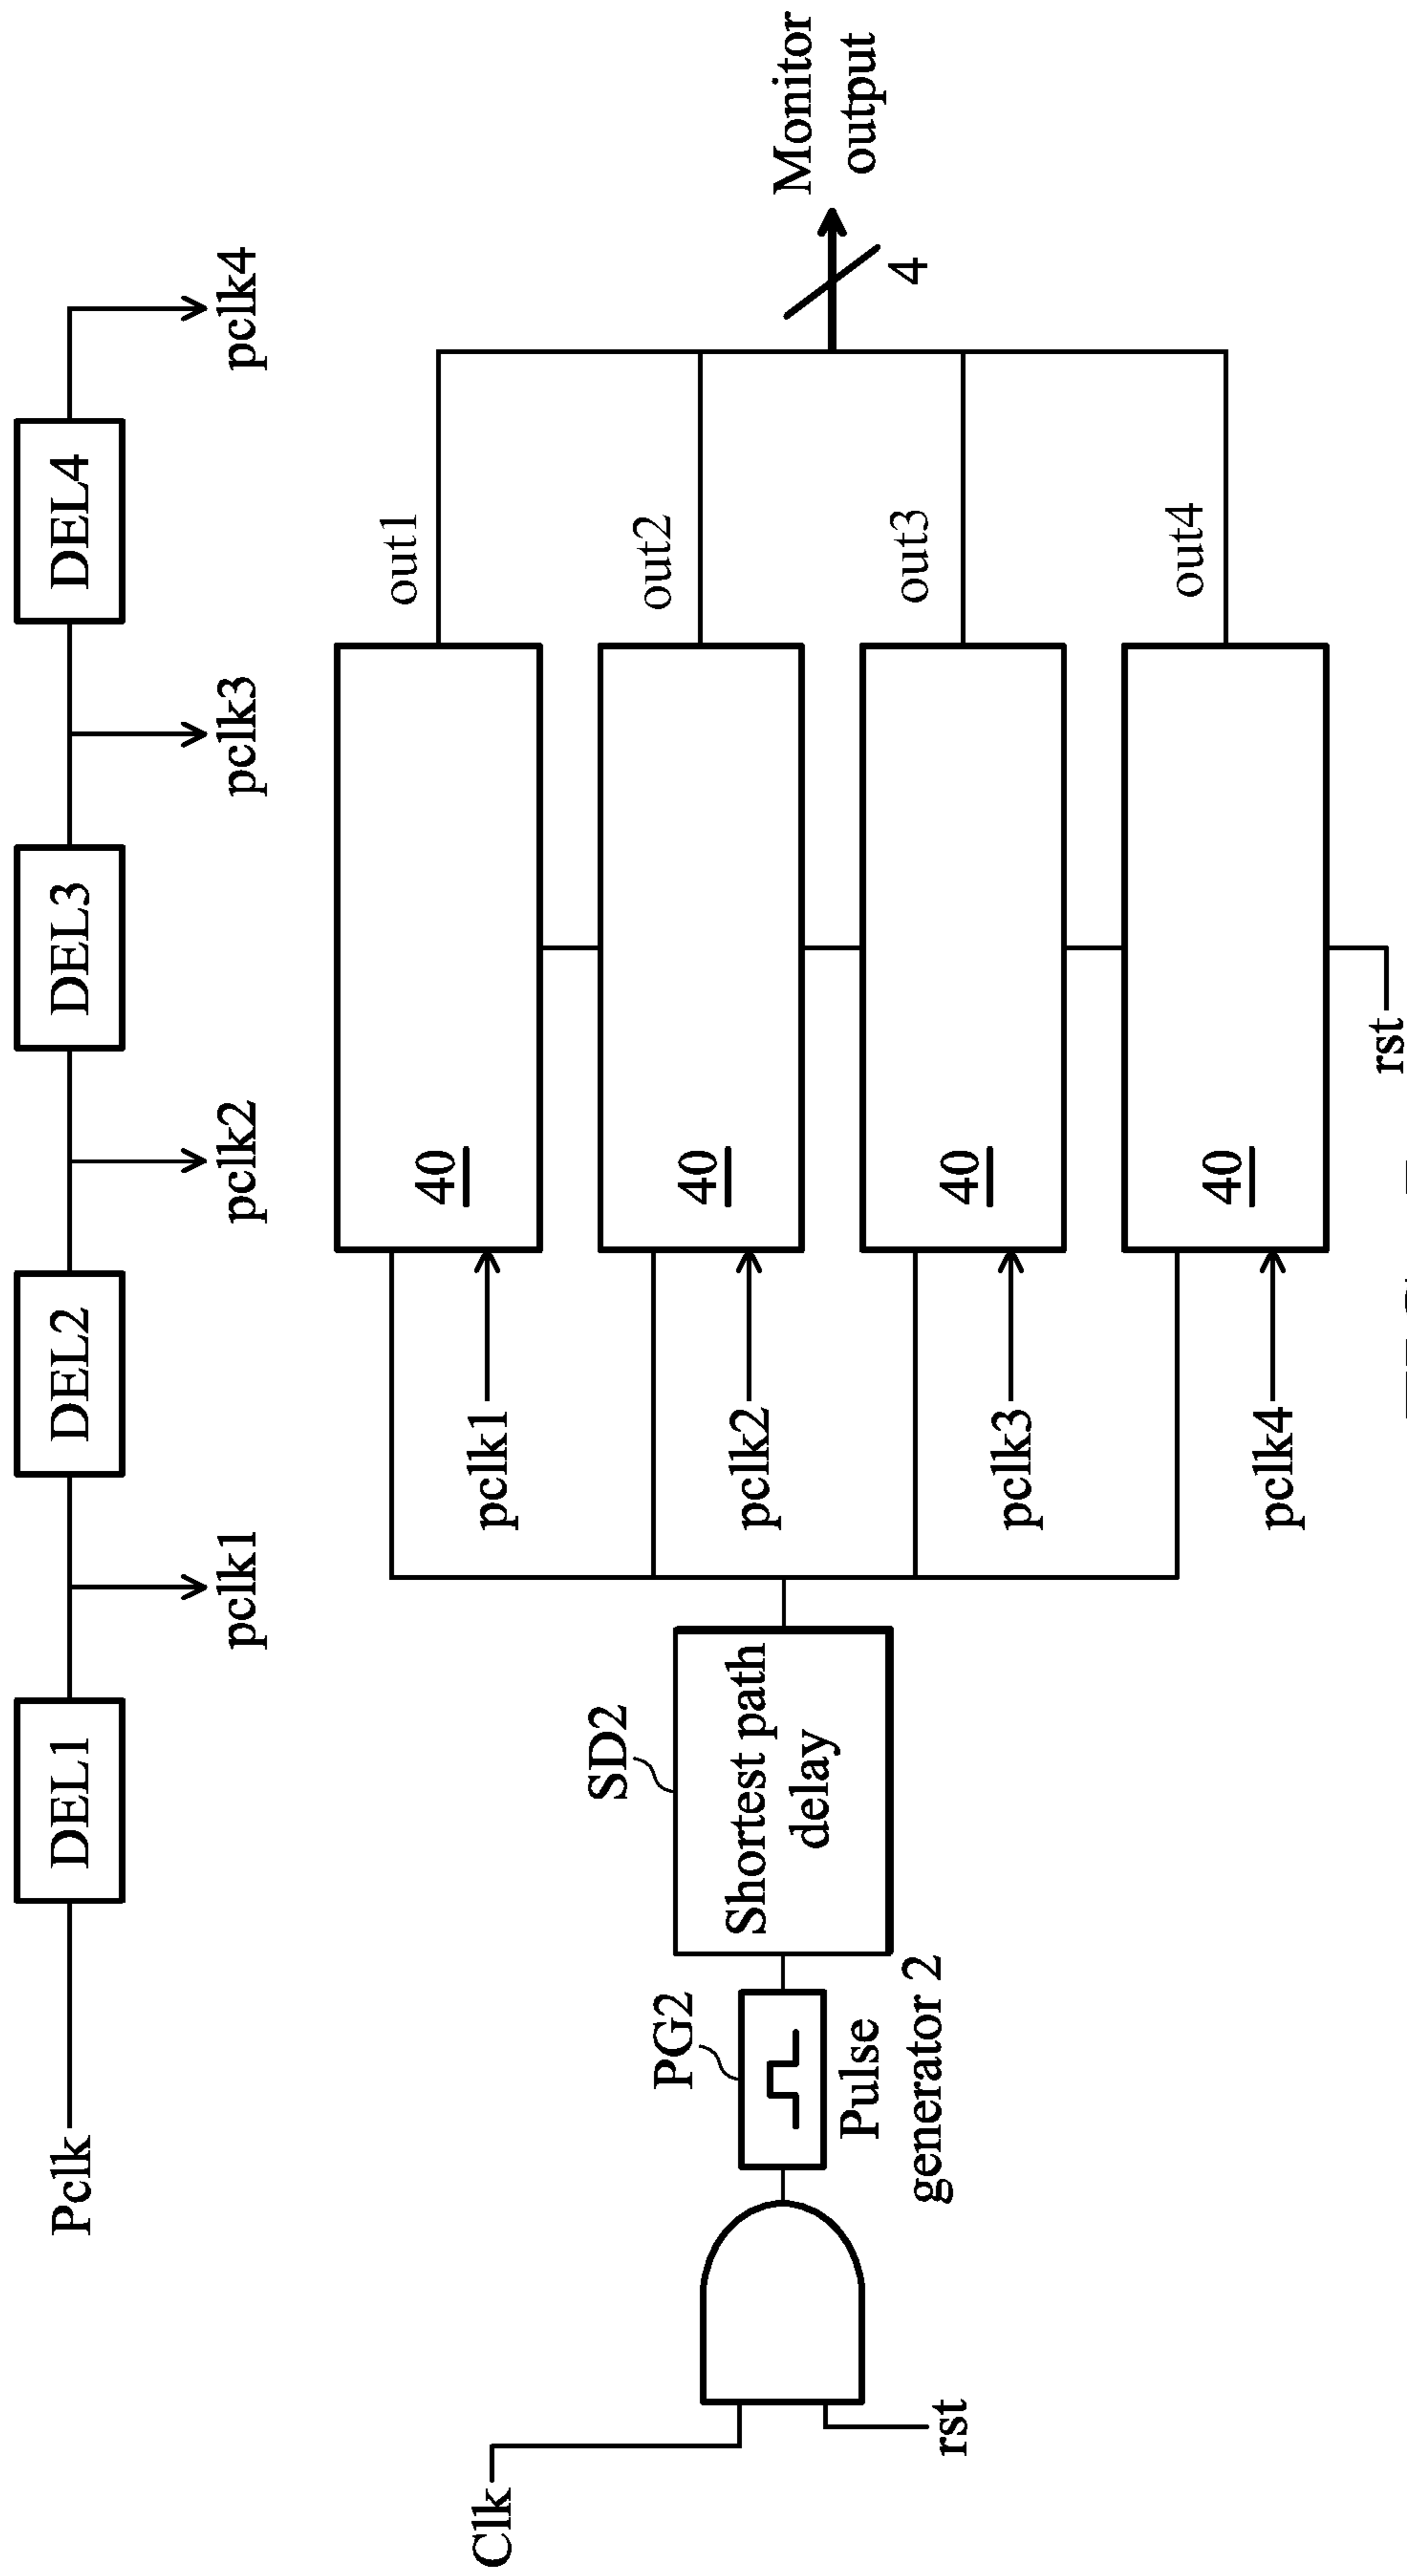 Pclk
DEL1
pclk1
DEL2
pclk2
DEL3
pclk3
DEL4
pclk4
Clk
rst
PG2
Pulse
generator 2
SD2
Shortest path
delay
pclk1
40
out1
pclk2
40
out2
pclk3
40
out3
pclk4
40
out4
rst
4
Monitor
output